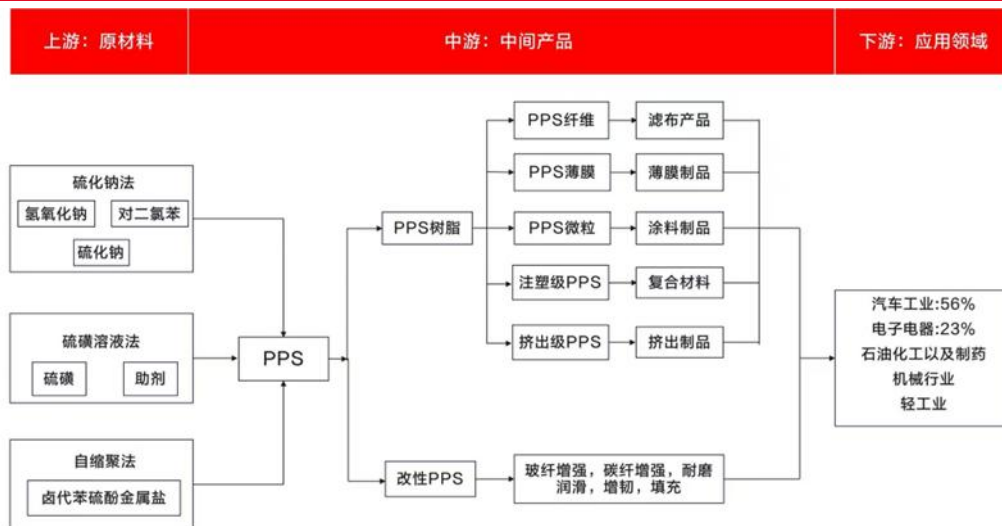 上游：原材料
中游：中间产品
下游：应用领域
硫化钠法
氢氧化钠
对二氯苯
硫化钠
硫磺溶液法
硫磺
助剂
自缩聚法
卤代苯硫酚金属盐
PPS
PPS树脂
改性PPS
PPS纤维
滤布产品
PPS薄膜
薄膜制品
PPS微粒
涂料制品
注塑级PPS
复合材料
挤出级PPS
挤出制品
玻纤增强，碳纤增强，耐磨
润滑，增韧，填充
汽车工业:56%
电子电器:23%
石油化工以及制药
机械行业
轻工业